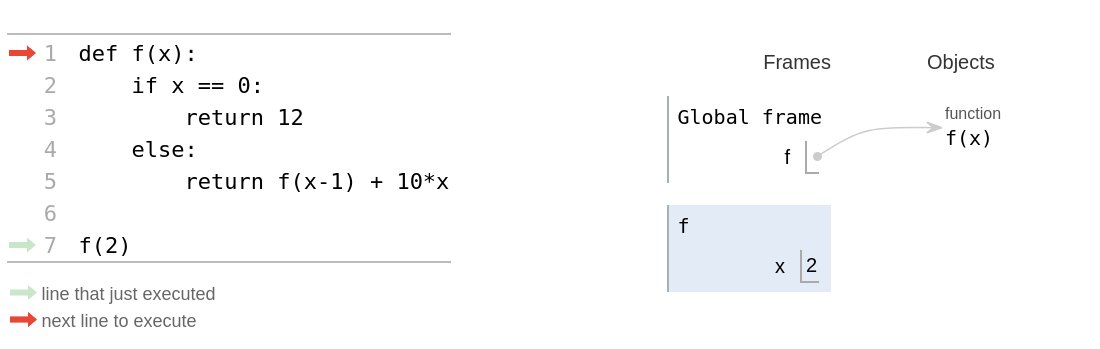 1 def f(x):
2     if x == 0:
3         return 12
4     else:
5         return f(x-1) + 10*x
6
7 f(2)
line that just executed
next line to execute
Frames Objects
Global frame
f
function
f(x)
f
x 2